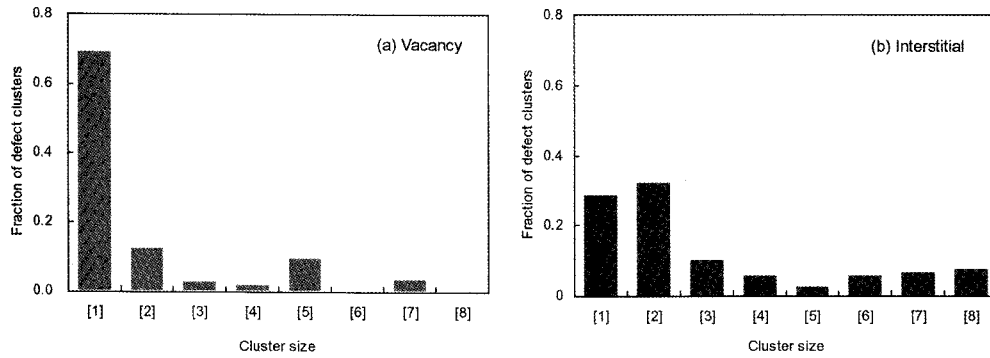 (a) Vacancy
Fraction of defect clusters
0.8
0.6
0.4
0.2
0.0
[1] [2] [3] [4] [5] [6] [7] [8]
Cluster size
(b) Interstitial
Fraction of defect clusters
0.8
0.6
0.4
0.2
0
[1] [2] [3] [4] [5] [6] [7] [8]
Cluster size